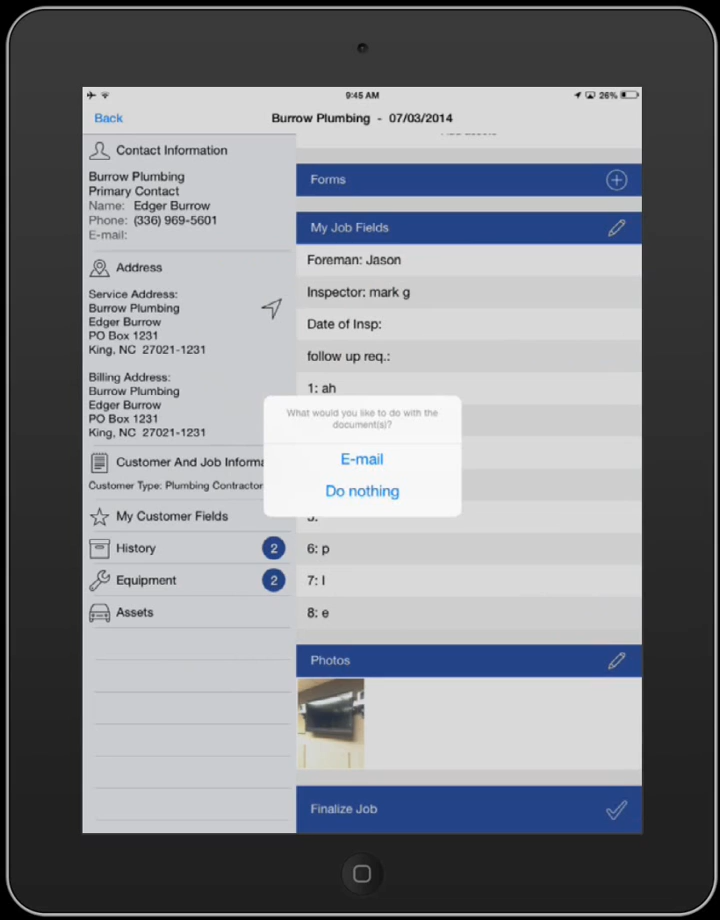 9:45 AM
26%
Back
Burrow Plumbing - 07/03/2014
Contact Information
Burrow Plumbing
Primary Contact
Name: Edger Burrow
Phone: (336) 969-5601
E-mail:
Address
Service Address:
Burrow Plumbing
Edger Burrow
PO Box 1231
King, NC 27021-1231
Billing Address:
Burrow Plumbing
Edger Burrow
PO Box 1231
King, NC 27021-1231
Customer And Job Informa
Customer Type: Plumbing Contractor
My Customer Fields
History 2
Equipment 2
Assets
Forms
My Job Fields
Foreman: Jason
Inspector: mark g
Date of Insp:
follow up req.:
1: ah
What would you like to do with the
document(s)?
E-mail
Do nothing
6: p
7: l
8: e
Photos
Finalize Job